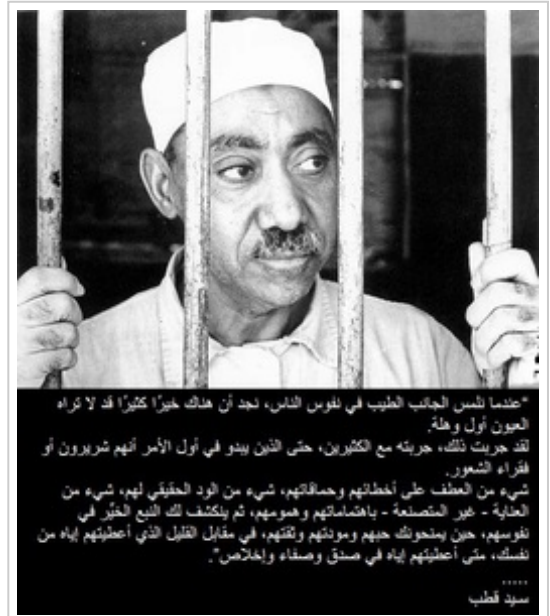 "عندما نلمس الجانب الطيب في نفوس الناس، نجد أن هناك خيرًا كثيرًا قد لا تراه
العيون أول وهلة.
لقد جربت ذلك، جربته مع الكثيرين، حتى الذين يبدو في أول الأمر أنهم شريرون أو
فقراء الشعور.
شيء من العطف على أخطائهم وحماقاتهم، شيء من الود الحقيقي لهم، شيء من
العناية - غير المتصنعة - باهتماماتهم وهمومهم، ثم ينكشف لك النبع الخيِّر في
نفوسهم، حين يمنحونك حبهم ومودتهم وثقتهم، في مقابل القليل الذي أعطيتهم إياه من
نفسك، متى أعطيتهم إياه في صدق وصفاء وإخلاص".
.....
سيد قطب